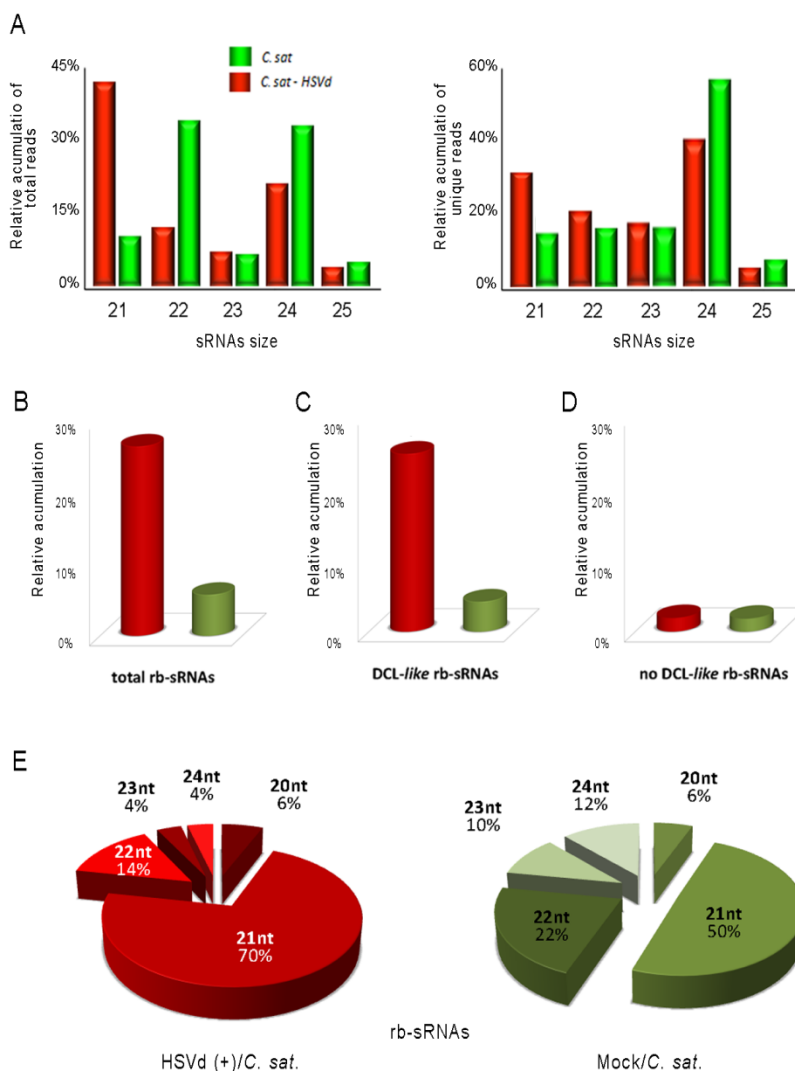 A
C. sat
C. sat - HSVd
Relative acumulatio of
total reads
45%
30%
15%
0%
21 22 23 24 25
sRNAs size
Relative acumulatio of
unique reads
60%
40%
20%
0%
21 22 23 24 25
sRNAs size
B
Relative acumulation
30%
20%
10%
0%
total rb-sRNAs
C
Relative acumulation
30%
20%
10%
0%
DCL-like rb-sRNAs
D
Relative acumulation
30%
20%
10%
0%
no DCL-like rb-sRNAs
E
23nt
4%
24nt
4%
20nt
6%
22nt
14%
21nt
70%
HSVd (+)/C. sat.
23nt
10%
24nt
12%
20nt
6%
22nt
22%
21nt
50%
rb-sRNAs
Mock/C. sat.